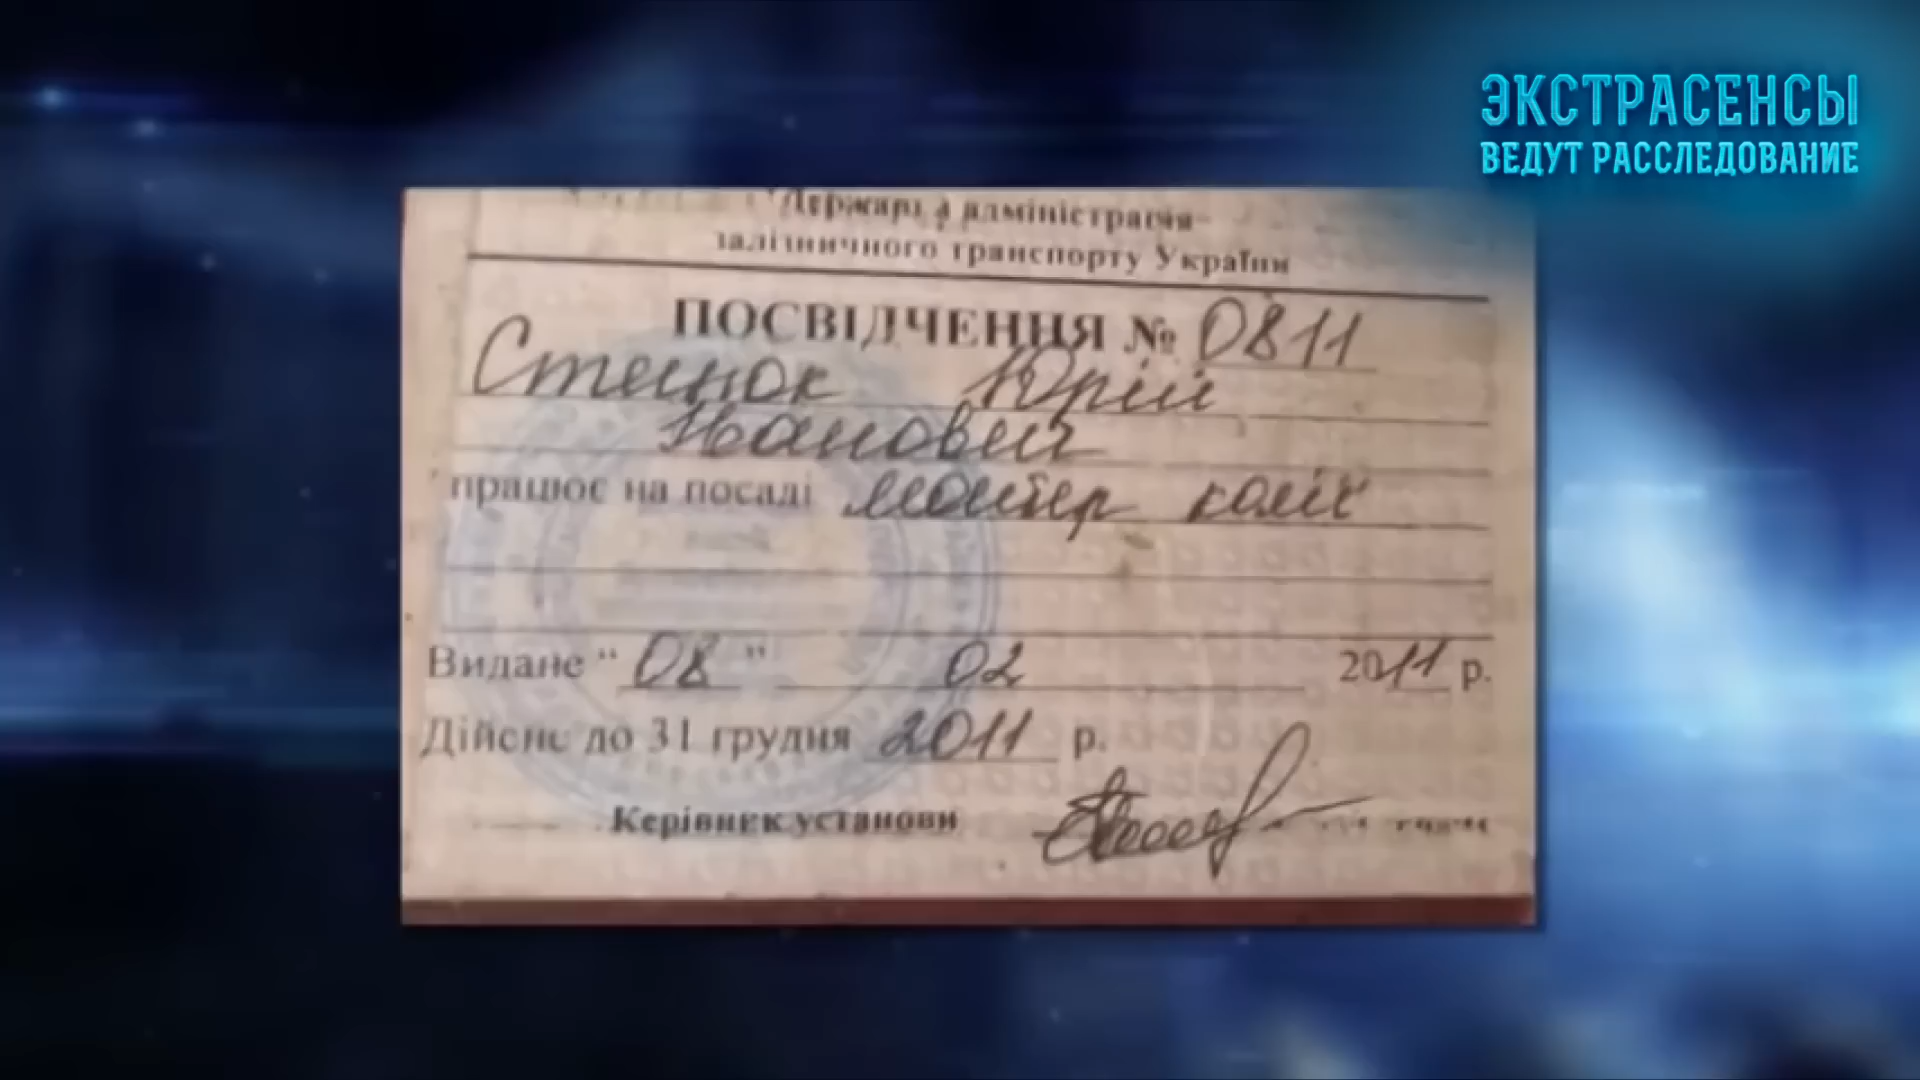 ЭКСТРАСЕНСЫ
ВЕДУТ РАССЛЕДОВАНИЕ
Державна адміністрація
залізничного транспорту України
ПОСВІДЧЕННЯ № 0811
Стецюк Юрій
Іванович
працює на посаді монтер колії
Видане " 08 " 02 2011 р.
Дійсне до 31 грудня 2011 р.
Керівник установи